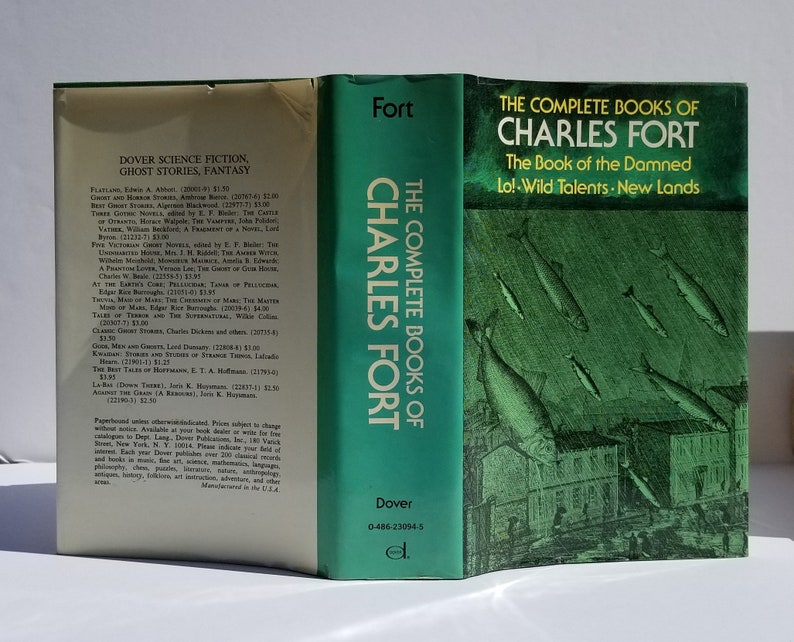 DOVER SCIENCE FICTION,
GHOST STORIES, FANTASY
FLATLAND, Edwin A. Abbott. (20001-9) $1.50
GHOST AND HORROR STORIES, Ambrose Bierce. (20767-6) $2.00
BEST GHOST STORIES, Algernon Blackwood. (22977-7) $3.00
THREE GOTHIC NOVELS, edited by E. F. Bleiler: THE CASTLE
OF OTRANTO, Horace Walpole; THE VAMPYRE, John Polidori;
VATHEK, William Beckford; A FRAGMENT OF A NOVEL, Lord
Byron. (21232-7) $3.00
FIVE VICTORIAN GHOST NOVELS, edited by E. F. Bleiler: THE
UNINHABITED HOUSE, Mrs. J. H. Riddell; THE AMBER WITCH,
Wilhelm Meinhold; MONSIEUR MAURICE, Amelia B. Edwards;
A PHANTOM LOVER, Vernon Lee; THE GHOST OF GUIR HOUSE,
Charles W. Beale. (22558-5) $3.95
AT THE EARTH'S CORE; PELLUCIDAR; TANAR OF PELLUCIDAR,
Edgar Rice Burroughs. (21051-0) $3.95
THUVIA, MAID OF MARS; THE CHESSMEN OF MARS; THE MASTER
MIND OF MARS, Edgar Rice Burroughs. (20039-6) $4.00
TALES OF TERROR AND THE SUPERNATURAL, Wilkie Collins.
(20307-7) $3.00
CLASSIC GHOST STORIES, Charles Dickens and others. (20735-8)
$3.50
GODS, MEN AND GHOSTS, Lord Dunsany. (22808-8) $3.00
KWAIDAN: STORIES AND STUDIES OF STRANGE THINGS, Lafcadio
Hearn. (21901-1) $1.25
THE BEST TALES OF HOFFMANN, E. T. A. Hoffmann. (21793-0)
$3.95
LA-BAS (DOWN THERE), Joris K. Huysmans. (22837-1) $2.50
AGAINST THE GRAIN (A REBOURS), Joris K. Huysmans.
(22190-3) $2.50
Paperbound unless otherwise indicated. Prices subject to change
without notice. Available at your book dealer or write for free
catalogues to Dept. Lang., Dover Publications, Inc., 180 Varick
Street, New York, N. Y. 10014. Please indicate your field of
interest. Each year Dover publishes over 200 classical records
and books in music, fine art, science, mathematics, languages,
philosophy, chess, puzzles, literature, nature, anthropology,
antiques, history, folklore, art instruction, adventure, and other
areas.
Manufactured in the U.S.A.
Fort
THE COMPLETE BOOKS OF
CHARLES FORT
Dover
0-486-23094-5
THE COMPLETE BOOKS OF
CHARLES FORT
The Book of the Damned
Lo! · Wild Talents · New Lands